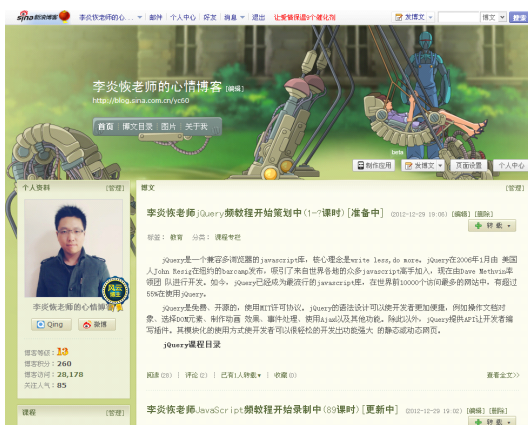 sina 新浪博客 李炎恢老师的心... 邮件 个人中心 好友 消息 退出 让爱情保温9个催化剂 发博文 博文 搜索
李炎恢老师的心情博客 [编辑]
http://blog.sina.com.cn/yc60
首页 博文目录 图片 关于我
beta
制作应用 发博文 页面设置 个人中心
个人资料 [管理]
风云博主
李炎恢老师的心情博客
Qing 微博
博客等级：13
博客积分：260
博客访问：28,178
关注人气：85
课程 [管理]
博文 [管理]
李炎恢老师jQuery频教程开始策划中(1-?课时)[准备中] (2012-12-29 19:06) [编辑] [删除]
转载
标签： 教育 分类： 课程专栏
jQuery是一个兼容多浏览器的javascript库，核心理念是write less,do more。jQuery在2006年1月由 美国
人John Resig在纽约的barcamp发布，吸引了来自世界各地的众多javascript高手加入，现在由Dave Methvin率
领团 队进行开发。如今，jQuery已经成为最流行的javascript库，在世界前10000个访问最多的网站中，有超过
55%在使用jQuery。
jQuery是免费、开源的，使用MIT许可协议。jQuery的语法设计可以使开发者更加便捷，例如操作文档对
象、选择DOM元素、制作动画 效果、事件处理、使用Ajax以及其他功能。除此以外，jQuery提供API让开发者编
写插件。其模块化的使用方式使开发者可以很轻松的开发出功能强大 的静态或动态网页。
jQuery课程目录
阅读(28) | 评论(2) | 已有1人转载 | 收藏(0) 查看全文>>
李炎恢老师JavaScript频教程开始录制中(89课时)[更新中] (2012-12-29 19:02) [编辑] [删除]
转载